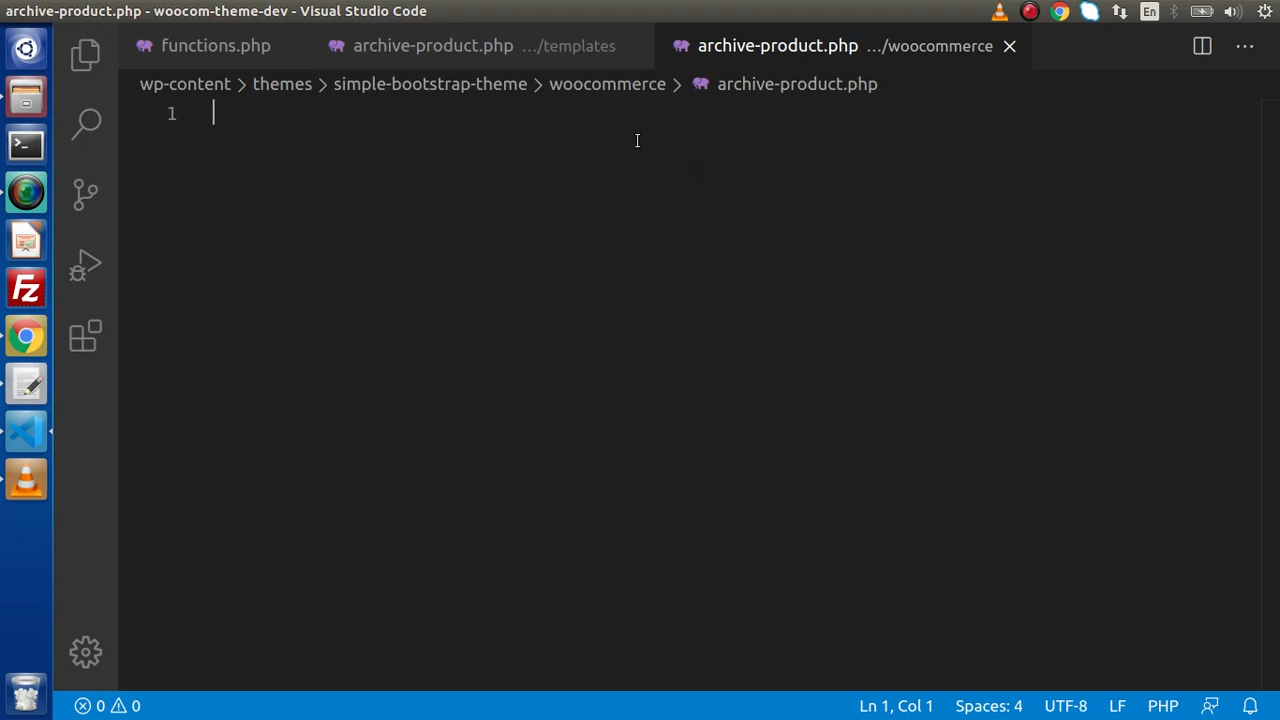 archive-product.php - woocom-theme-dev - Visual Studio Code
En
functions.php
archive-product.php …/templates
archive-product.php …/woocommerce
wp-content > themes > simple-bootstrap-theme > woocommerce > archive-product.php
1
Fz
0 0
Ln 1, Col 1
Spaces: 4
UTF-8
LF
PHP